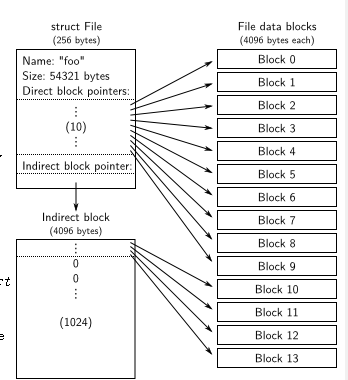 struct File
(256 bytes)
Name: "foo"
Size: 54321 bytes
Direct block pointers:
⋮
(10)
⋮
Indirect block pointer:
Indirect block
(4096 bytes)
⋮
0
0
⋮
(1024)
File data blocks
(4096 bytes each)
Block 0
Block 1
Block 2
Block 3
Block 4
Block 5
Block 6
Block 7
Block 8
Block 9
Block 10
Block 11
Block 12
Block 13
rt
e